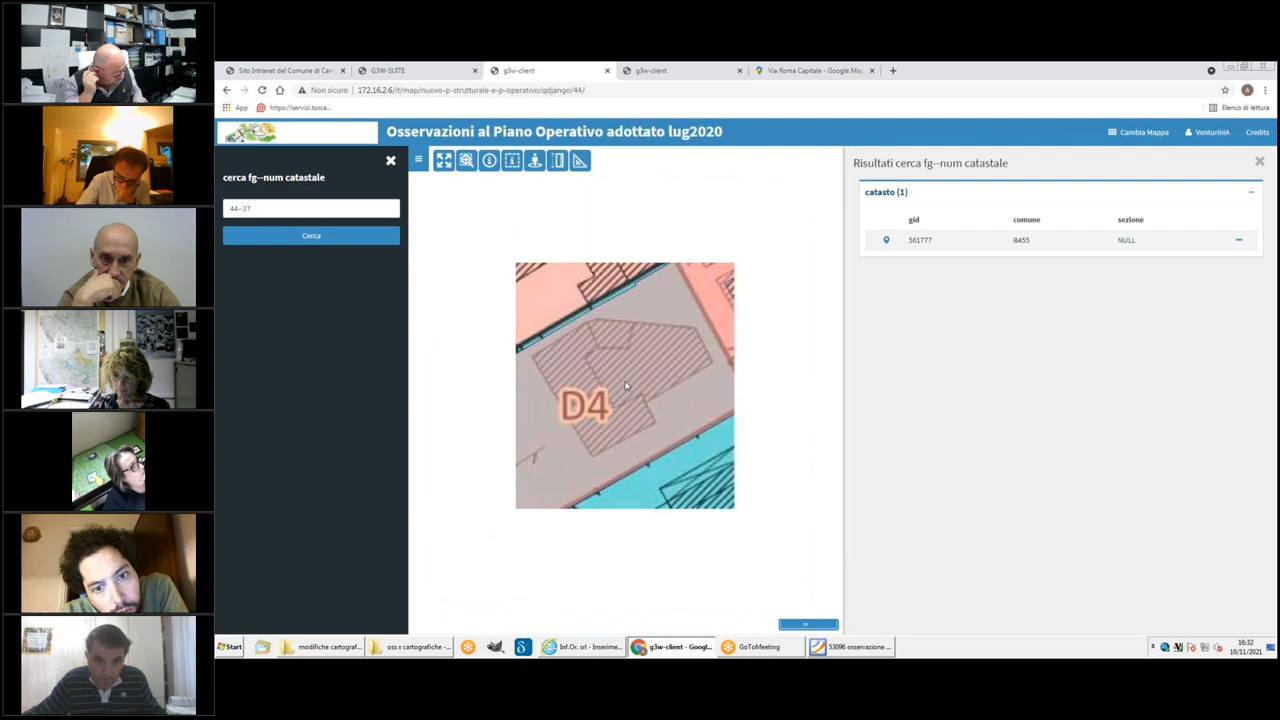 Sito Intranet del Comune di Can
G3W-SUITE
g3w-client
g3w-client
Via Roma Capitale - Google Ma
Non sicuro
172.16.2.6/it/map/nuovo-p-strutturale-e-p-operativo/qdjango/44/
App
https://servizi.tosca...
Elenco di lettura
Osservazioni al Piano Operativo adottato lug2020
Cambia Mappa
VenturiniA
Credits
cerca fg--num catastale
44--37
Cerca
D4
Risultati cerca fg--num catastale
catasto (1)
gid comune sezione
561777 B455 NULL
Start
modifiche cartograf...
oss x cartografiche -...
Inf.Or. srl - Inserime...
g3w-client - Googl...
GoToMeeting
53096 osservazione ...
16:32
10/11/2021